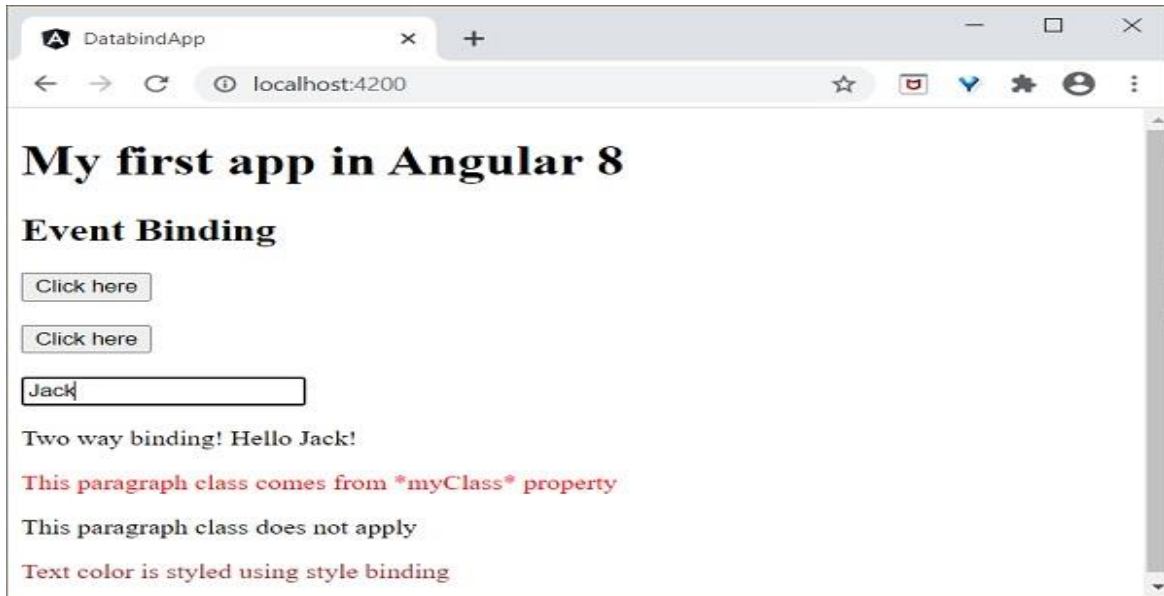 DatabindApp
localhost:4200
My first app in Angular 8
Event Binding
Click here
Click here
Jack
Two way binding! Hello Jack!
This paragraph class comes from *myClass* property
This paragraph class does not apply
Text color is styled using style binding